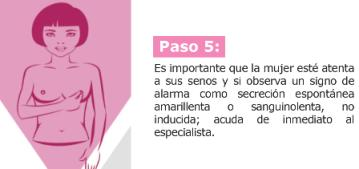 Paso 5:
Es importante que la mujer esté atenta
a sus senos y si observa un signo de
alarma como secreción espontánea
amarillenta o sanguinolenta, no
inducida; acuda de inmediato al
especialista.